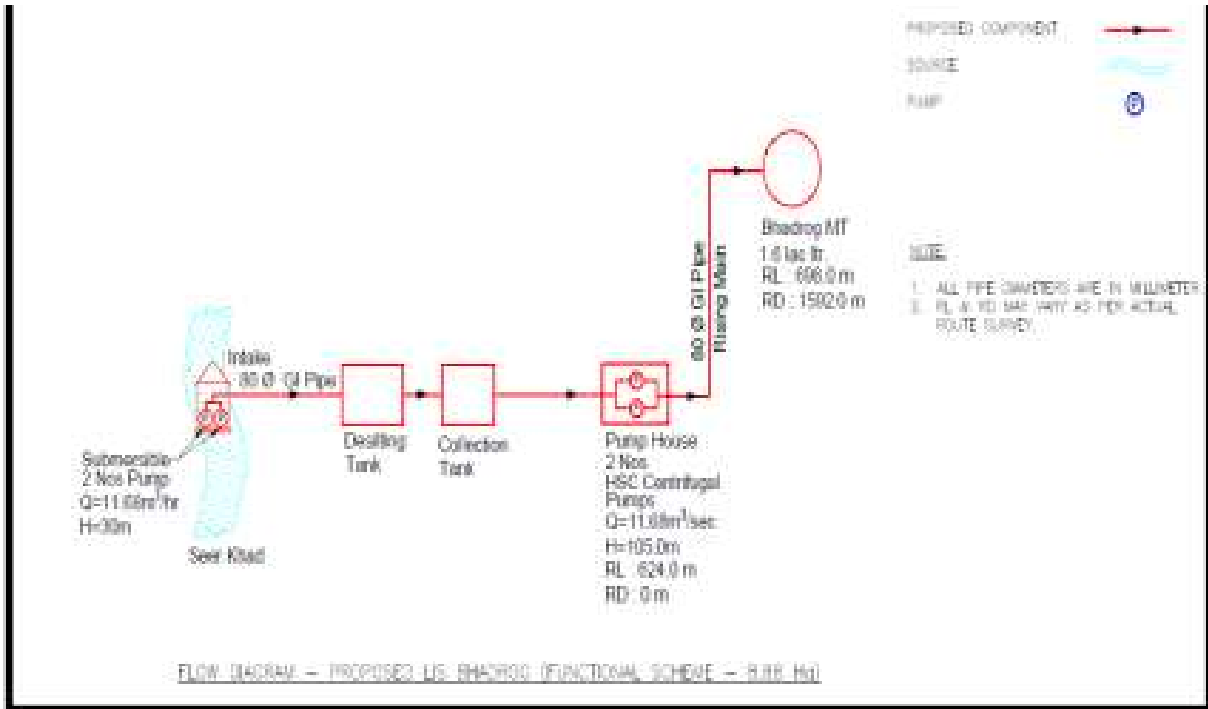 PROPOSED COMPONENT
SOURCE
PUMP
P
Bhadrog MT
1.6 lac ltr.
RL : 696.0 m
RD : 1592.0 m
80 Ø GI Pipe
Rising Main
NOTE:
1. ALL PIPE DIAMETERS ARE IN MILLIMETER
2. RL & RD MAY VARY AS PER ACTUAL
ROUTE SURVEY.
Intake
80 Ø GI Pipe
Submersible
2 Nos Pump
Q=11.68m³/hr
H=30m
Seer Khad
Desilting
Tank
Collection
Tank
Pump House
2 Nos
HSC Centrifugal
Pumps
Q=11.68m³/sec
H=105.0m
RL : 624.0 m
RD : 0 m
FLOW DIAGRAM – PROPOSED LIS BHADROG (FUNCTIONAL SCHEME – Ha)